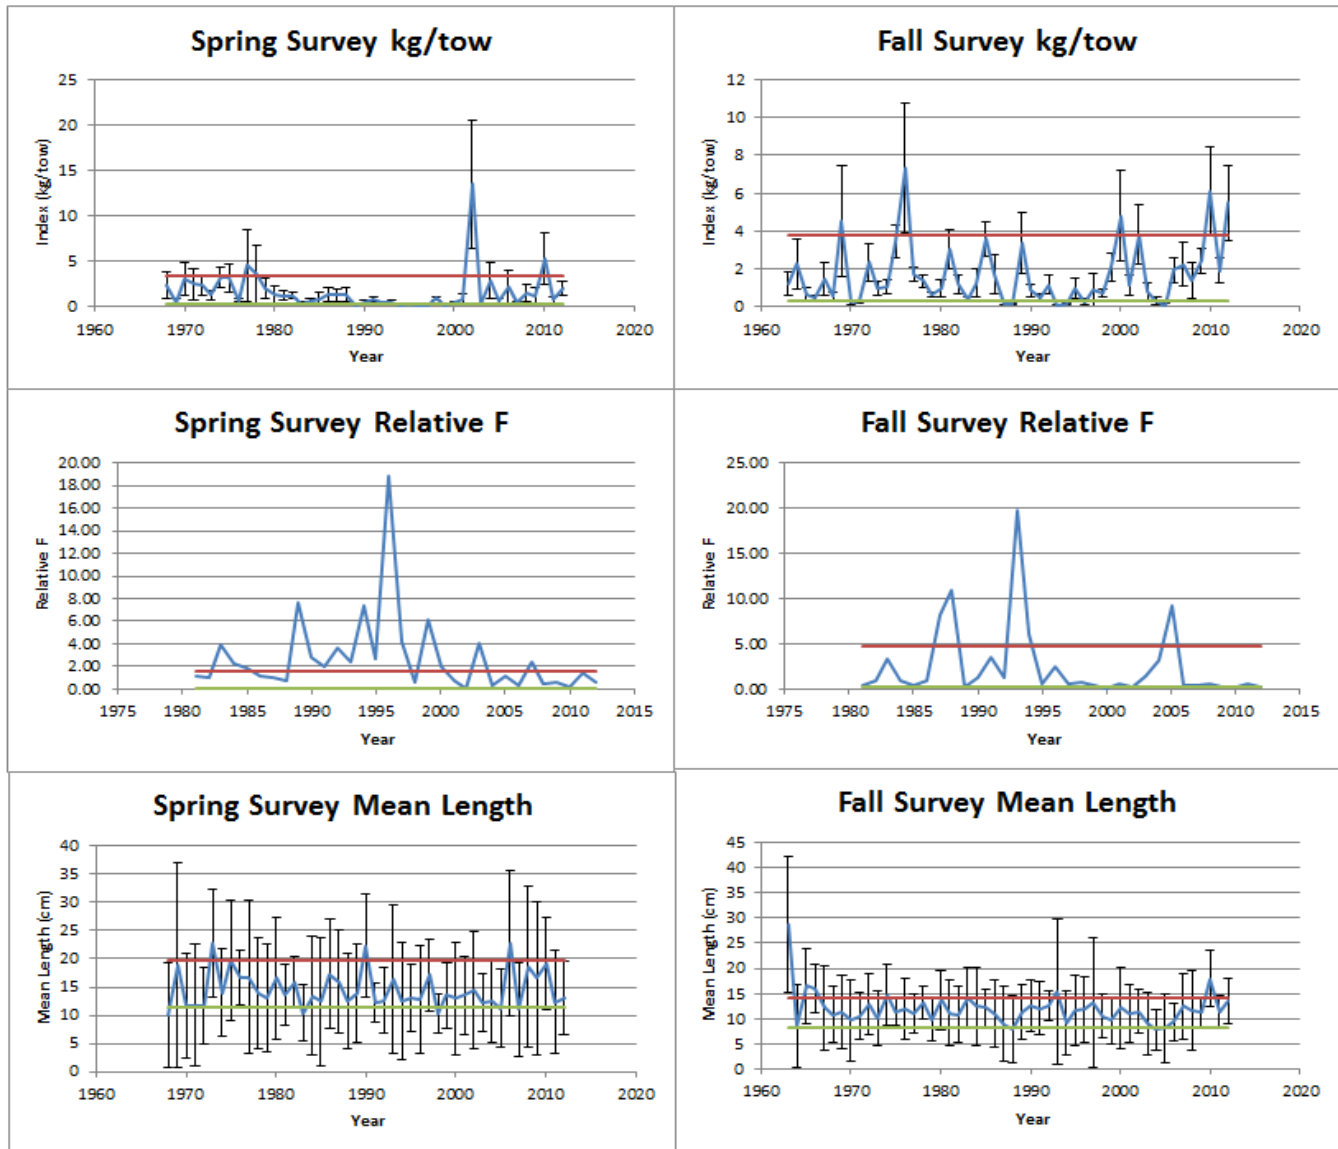 Spring Survey kg/tow
25
20
15
10
5
0
Index (kg/tow)
1960 1970 1980 1990 2000 2010 2020
Year
Fall Survey kg/tow
12
10
8
6
4
2
0
Index (kg/tow)
1960 1970 1980 1990 2000 2010 2020
Year
Spring Survey Relative F
20.00
18.00
16.00
14.00
12.00
10.00
8.00
6.00
4.00
2.00
0.00
Relative F
1975 1980 1985 1990 1995 2000 2005 2010 2015
Year
Fall Survey Relative F
25.00
20.00
15.00
10.00
5.00
0.00
Relative F
1975 1980 1985 1990 1995 2000 2005 2010 2015
Year
Spring Survey Mean Length
40
35
30
25
20
15
10
5
0
Mean Length (cm)
1960 1970 1980 1990 2000 2010 2020
Year
Fall Survey Mean Length
45
40
35
30
25
20
15
10
5
0
Mean Length (cm)
1960 1970 1980 1990 2000 2010 2020
Year